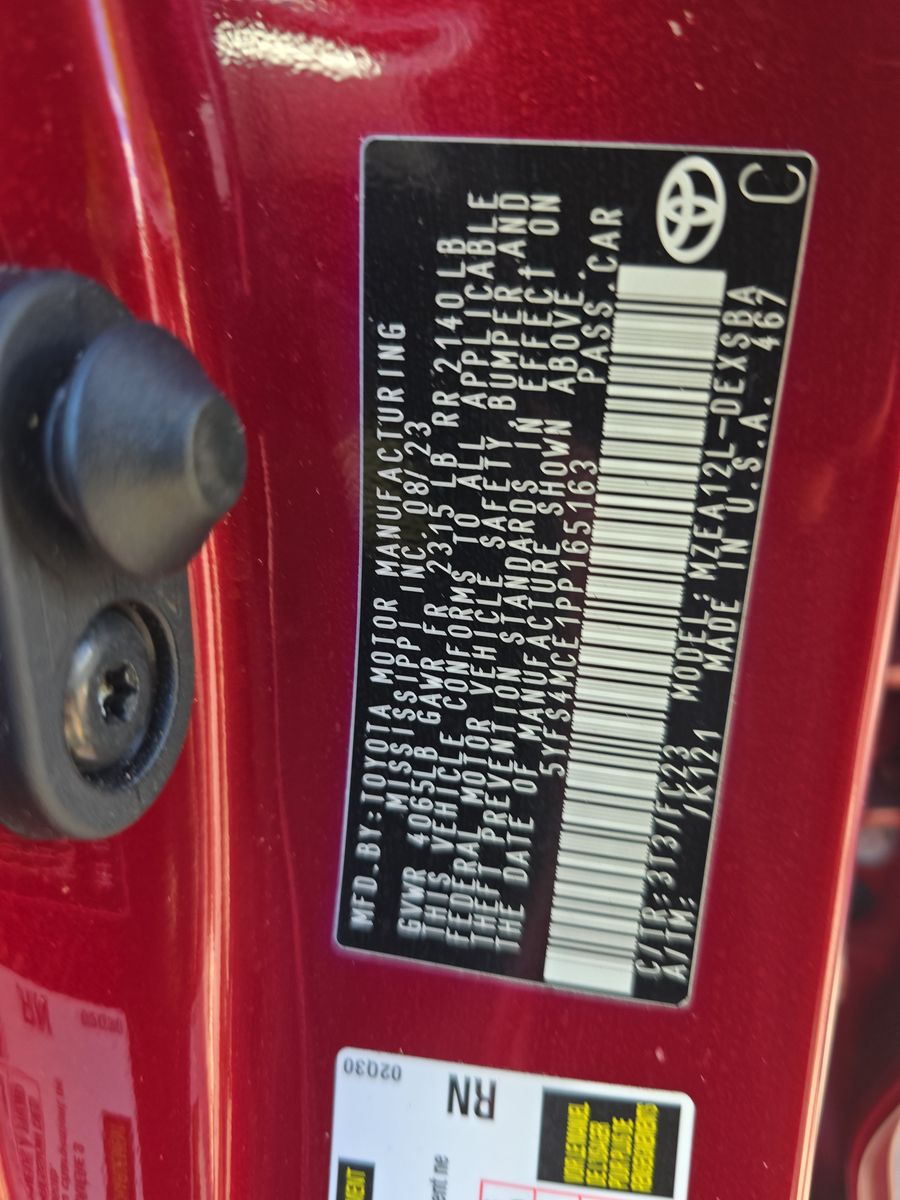 MFD.BY:TOYOTA MOTOR MANUFACTURING
MISSISSIPPI INC.08/23
GVWR 4065LB GAWR FR 2315LB RR 2140LB
THIS VEHICLE CONFORMS TO ALL APPLICABLE
FEDERAL MOTOR VEHICLE SAFETY, BUMPER,AND
THEFT PREVENTION STANDARDS IN EFFECT ON
THE DATE OF MANUFACTURE SHOWN ABOVE.
5YFS4MCE1PP165163 PASS.CAR
C/TR:3T3/FC23 MODEL:MZEA12L-DEXSBA
A/TM: /K121 MADE IN U.S.A. 467
C
02Q30
RN